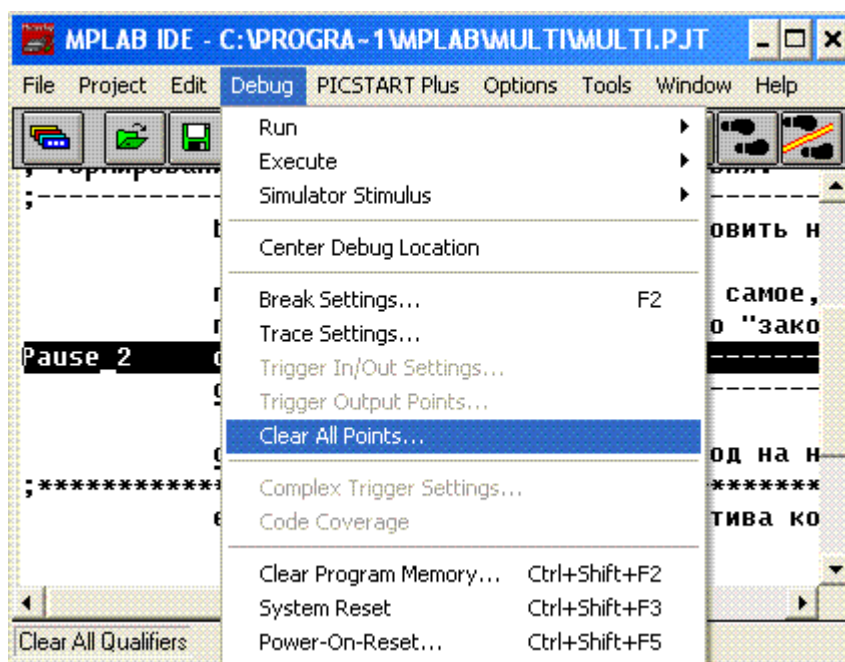 MPLAB IDE - C:\PROGRA~1\MPLAB\MULTI\MULTI.PJT
File Project Edit Debug PICSTART Plus Options Tools Window Help
Run
Execute
Simulator Stimulus
;
овить н
Center Debug Location
самое,
Break Settings... F2
о "зако
Trace Settings...
Pause_2
Trigger In/Out Settings...
Trigger Output Points...
Clear All Points...
од на н
;************ *******
Complex Trigger Settings...
тива ко
Code Coverage
Clear Program Memory... Ctrl+Shift+F2
System Reset Ctrl+Shift+F3
Clear All Qualifiers
Power-On-Reset... Ctrl+Shift+F5